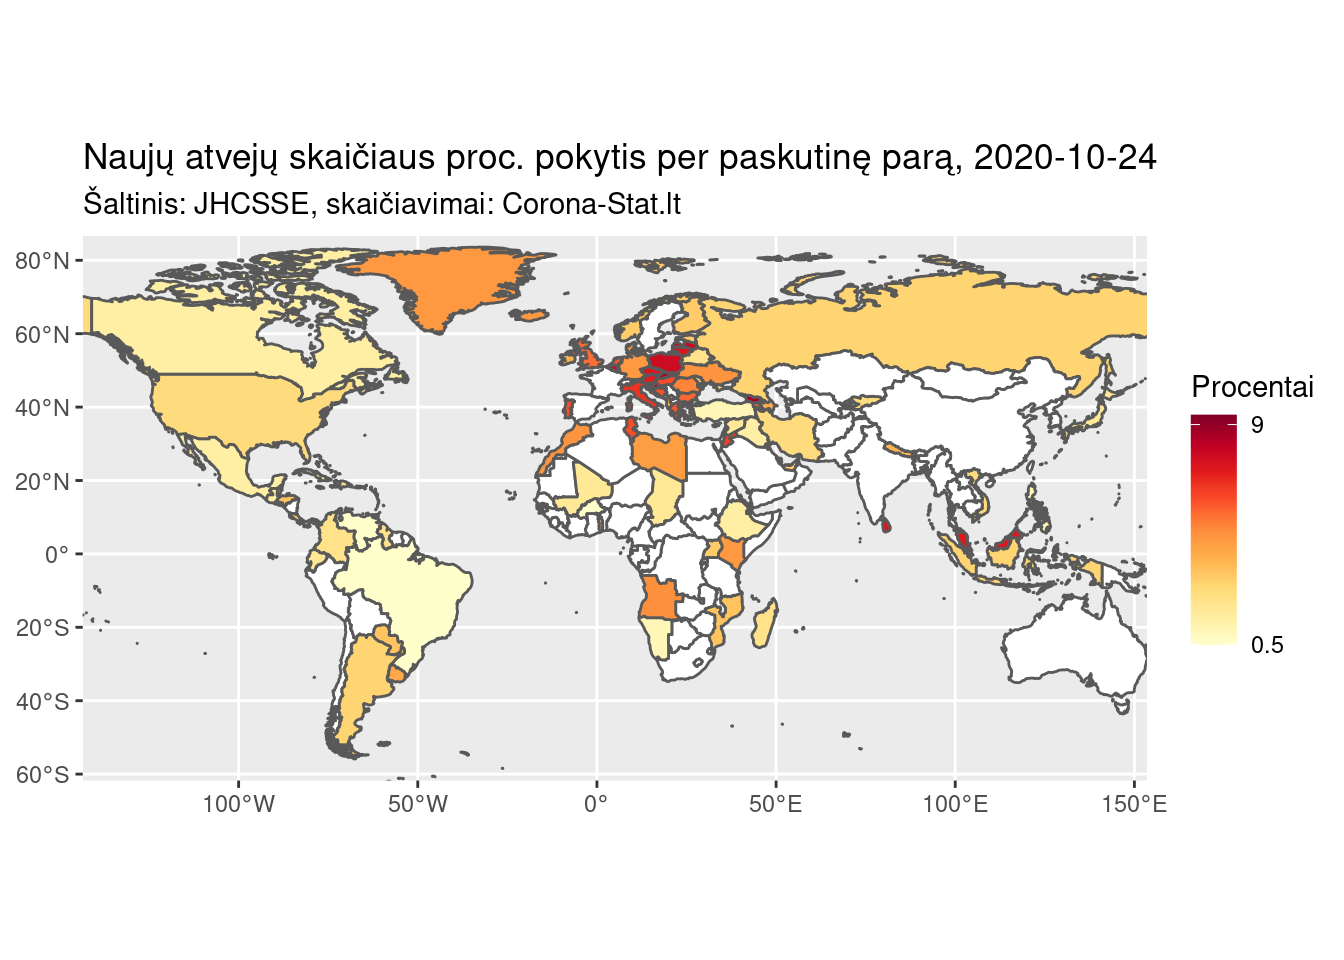 Naujų atvejų skaičiaus proc. pokytis per paskutinę parą, 2020-10-24
Šaltinis: JHCSSE, skaičiavimai: Corona-Stat.lt
80°N
60°N
40°N
20°N
0°
20°S
40°S
60°S
100°W
50°W
0°
50°E
100°E
150°E
Procentai
9
0.5